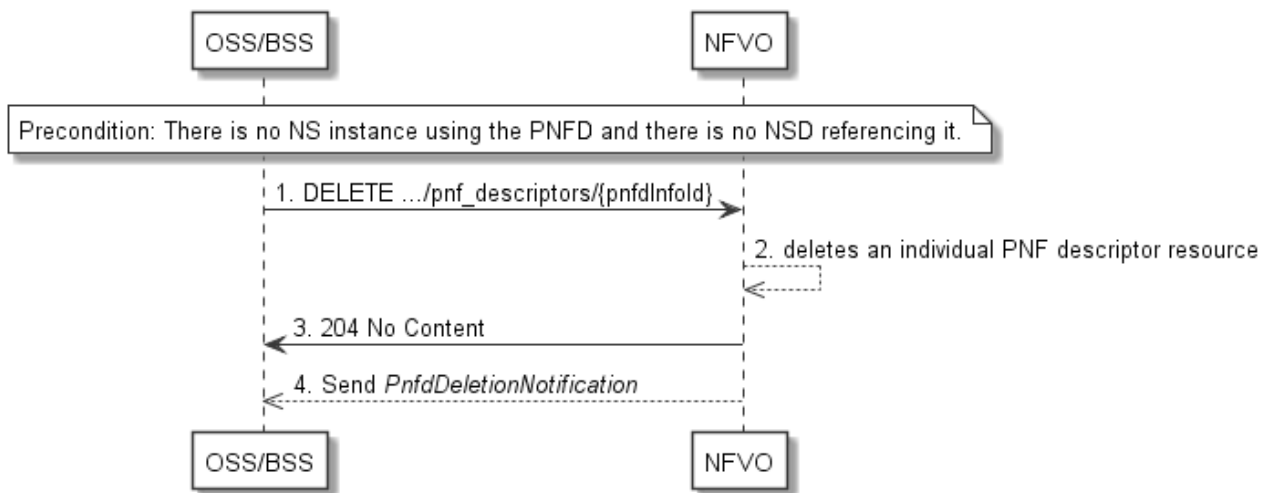 OSS/BSS
NFVO
Precondition: There is no NS instance using the PNFD and there is no NSD referencing it.
1. DELETE .../pnf_descriptors/{pnfdInfoId}
2. deletes an individual PNF descriptor resource
3. 204 No Content
4. Send PnfdDeletionNotification
OSS/BSS
NFVO